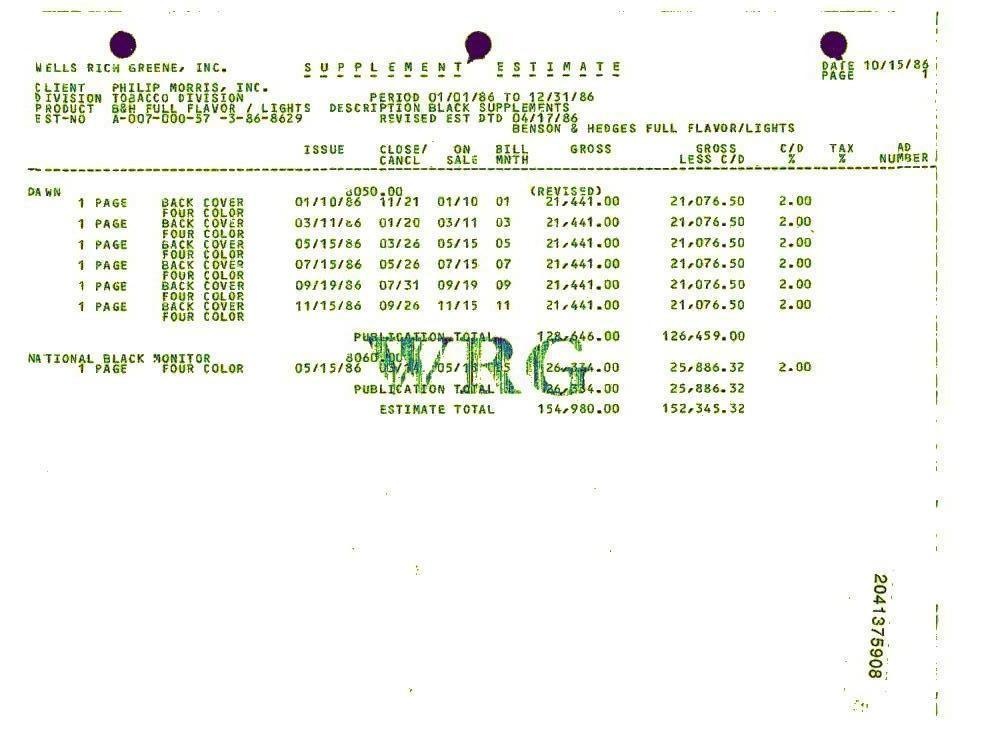 WELLS RICH GREENE, INC. S U P P L E M E N T E S T I M A T E DATE 10/15/86
PAGE 1
CLIENT PHILIP MORRIS, INC.
DIVISION TOBACCO DIVISION PERIOD 01/01/86 TO 12/31/86
PRODUCT B&H FULL FLAVOR / LIGHTS DESCRIPTION BLACK SUPPLEMENTS
EST-NO A-007-000-57 -3-86-8629 REVISED EST DTD 04/17/86
BENSON & HEDGES FULL FLAVOR/LIGHTS
ISSUE CLOSE/ ON BILL GROSS GROSS C/D TAX AD
CANCL SALE MNTH LESS C/D % % NUMBER
DAWN 8050.00 (REVISED)
1 PAGE BACK COVER 01/10/86 11/21 01/10 01 21,441.00 21,076.50 2.00
FOUR COLOR
1 PAGE BACK COVER 03/11/86 01/20 03/11 03 21,441.00 21,076.50 2.00
FOUR COLOR
1 PAGE BACK COVER 05/15/86 03/26 05/15 05 21,441.00 21,076.50 2.00
FOUR COLOR
1 PAGE BACK COVER 07/15/86 05/26 07/15 07 21,441.00 21,076.50 2.00
FOUR COLOR
1 PAGE BACK COVER 09/19/86 07/31 09/19 09 21,441.00 21,076.50 2.00
FOUR COLOR
1 PAGE BACK COVER 11/15/86 09/26 11/15 11 21,441.00 21,076.50 2.00
FOUR COLOR
PUBLICATION TOTAL 128,646.00 126,459.00
WRG
NATIONAL BLACK MONITOR 8060.00
1 PAGE FOUR COLOR 05/15/86 26,334.00 25,886.32 2.00
PUBLICATION TOTAL 26,334.00 25,886.32
ESTIMATE TOTAL 154,980.00 152,345.32
2041375908